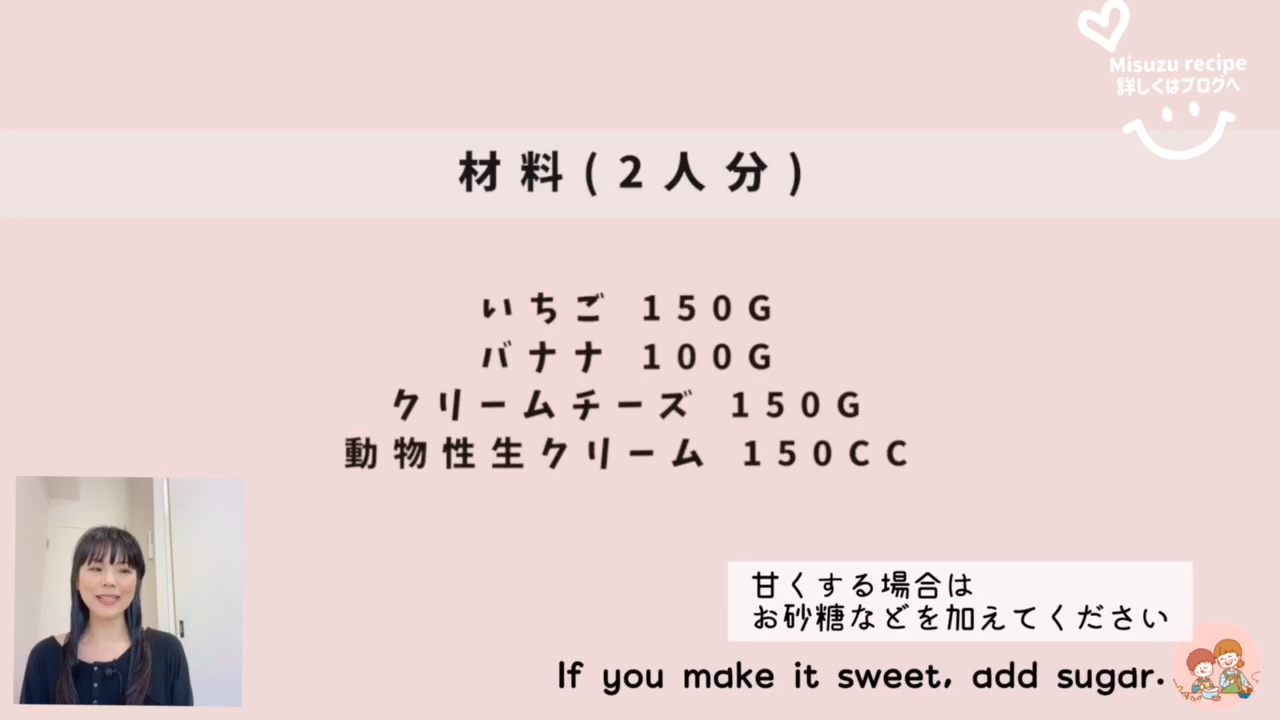 Misuzu recipe
詳しくはブログへ
材料(2人分)
いちご 150G
バナナ 100G
クリームチーズ 150G
動物性生クリーム 150CC
甘くする場合は
お砂糖などを加えてください
If you make it sweet, add sugar.